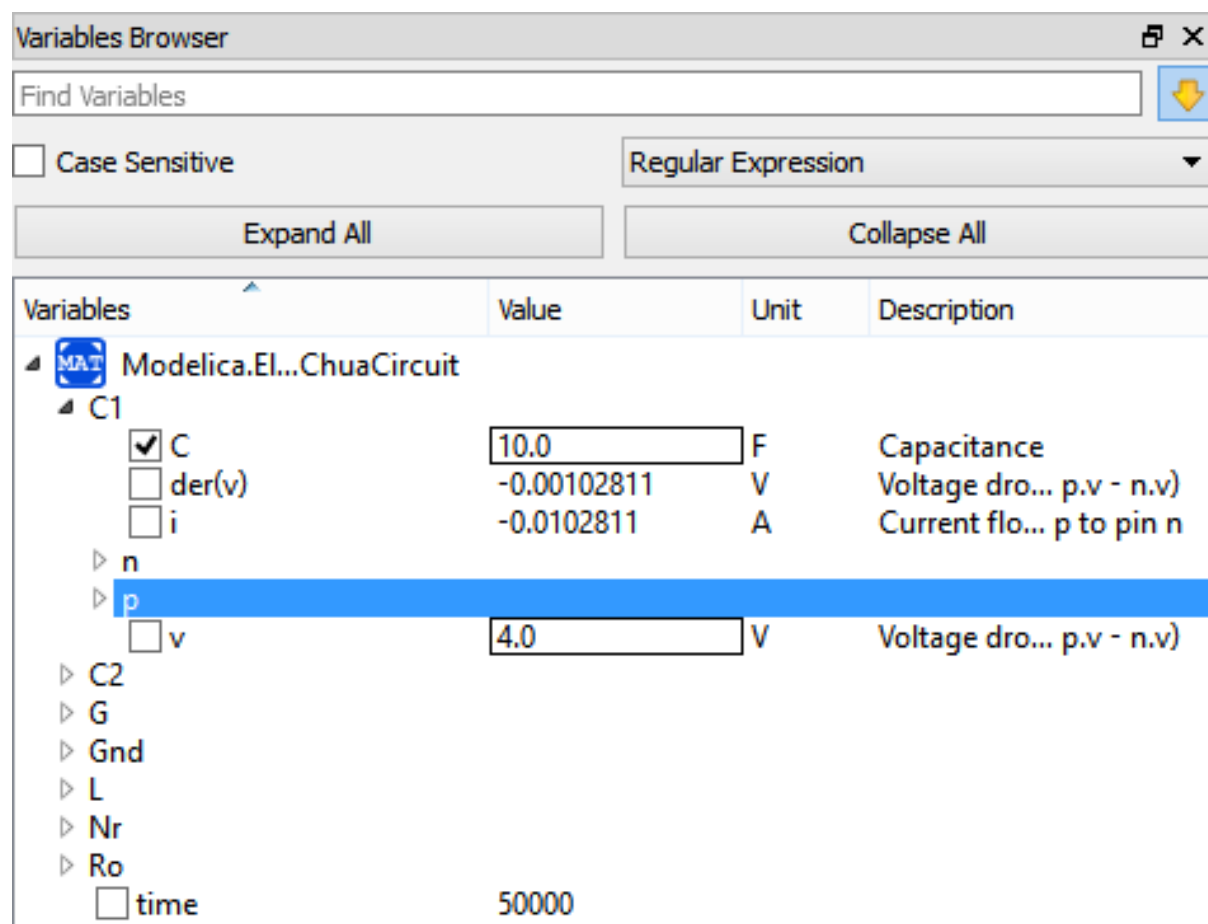 Variables Browser
Find Variables
Case Sensitive Regular Expression
Expand All Collapse All
Variables Value Unit Description
MAT Modelica.El...ChuaCircuit
C1
C 10.0 F Capacitance
der(v) -0.00102811 V Voltage dro... p.v - n.v)
i -0.0102811 A Current flo... p to pin n
n
p
v 4.0 V Voltage dro... p.v - n.v)
C2
G
Gnd
L
Nr
Ro
time 50000